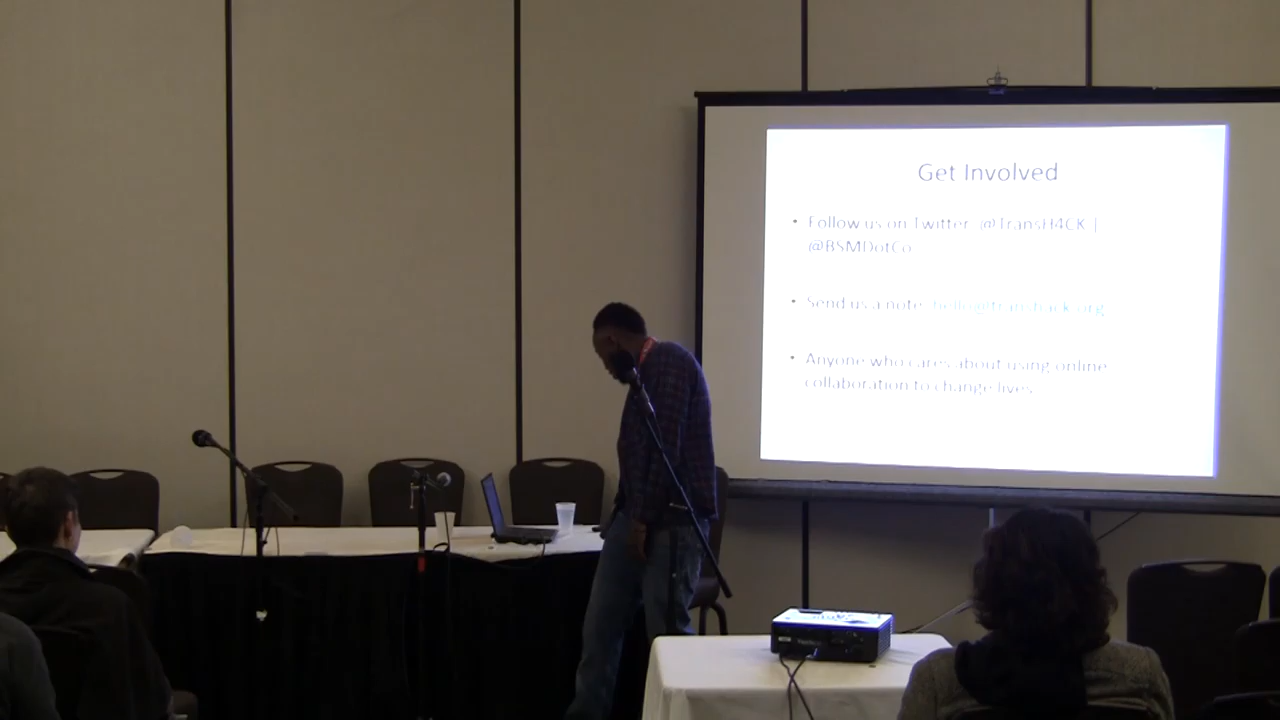 Get Involved
• Follow us on Twitter: @TransH4CK |
@BSMDotCo
• Send us a note: hello@transhack.org
• Anyone who cares about using online
collaboration to change lives.